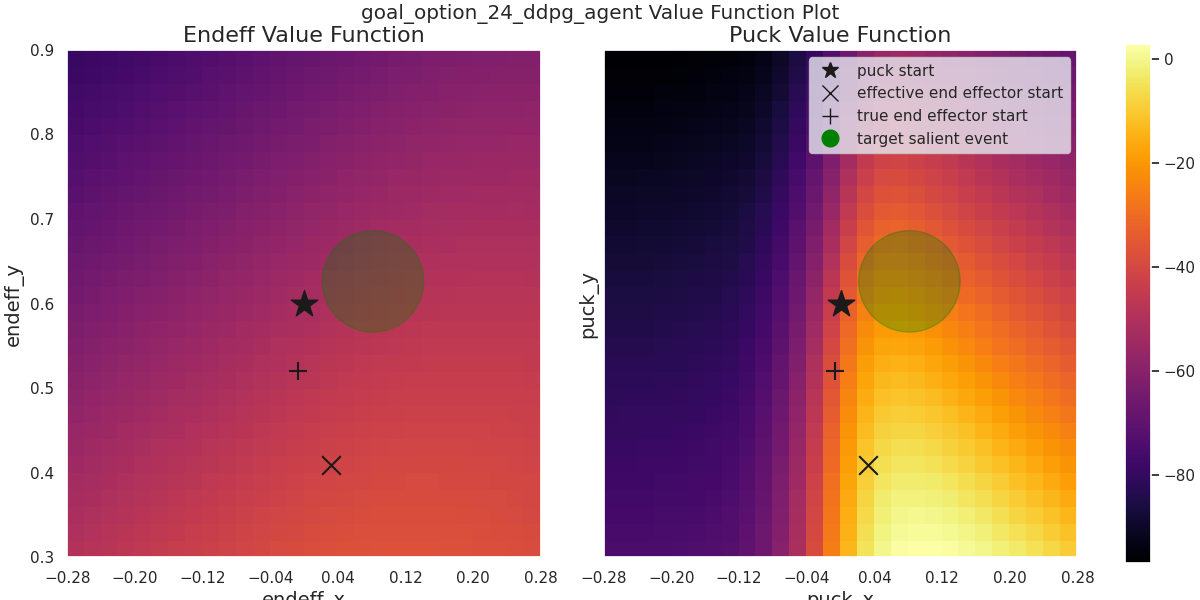 goal_option_24_ddpg_agent Value Function Plot
Endeff Value Function
endeff_y
0.9
0.8
0.7
0.6
0.5
0.4
0.3
−0.28 −0.20 −0.12 −0.04 0.04 0.12 0.20 0.28
endeff_x
Puck Value Function
puck_y
puck start
effective end effector start
true end effector start
target salient event
−0.28 −0.20 −0.12 −0.04 0.04 0.12 0.20 0.28
puck_x
0
−20
−40
−60
−80